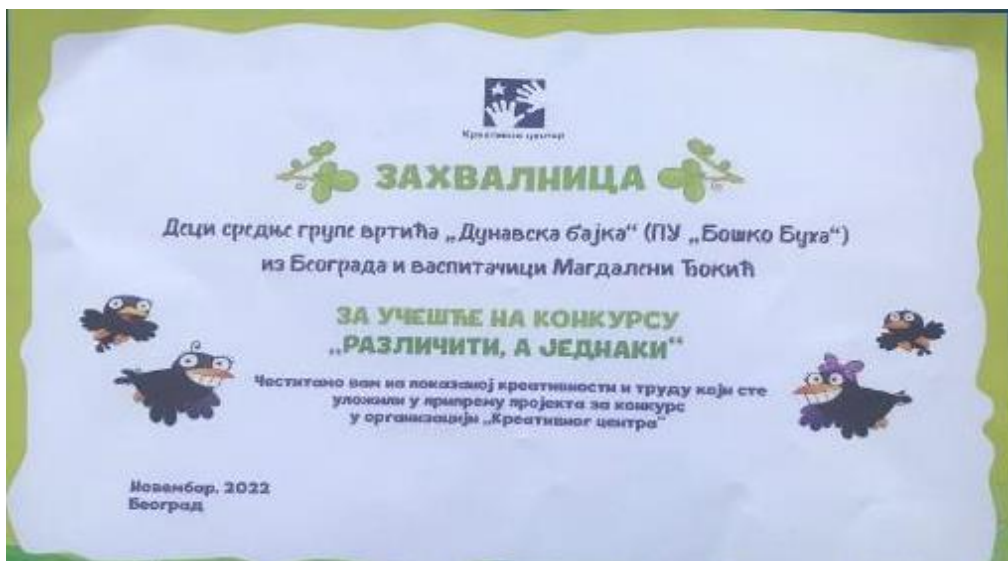 Креативни центар
ЗАХВАЛНИЦА
Деци средње групе вртића „Дунавска бајка“ (ПУ „Бошко Буха“)
из Београда и васпитачици Магдалени Ђокић
ЗА УЧЕШЋЕ НА КОНКУРСУ
„РАЗЛИЧИТИ, А ЈЕДНАКИ“
Честитамо вам на показаној креативности и труду који сте
уложили у припрему пројекта за конкурс
у организацији „Креативног центра“
Новембар, 2022
Београд